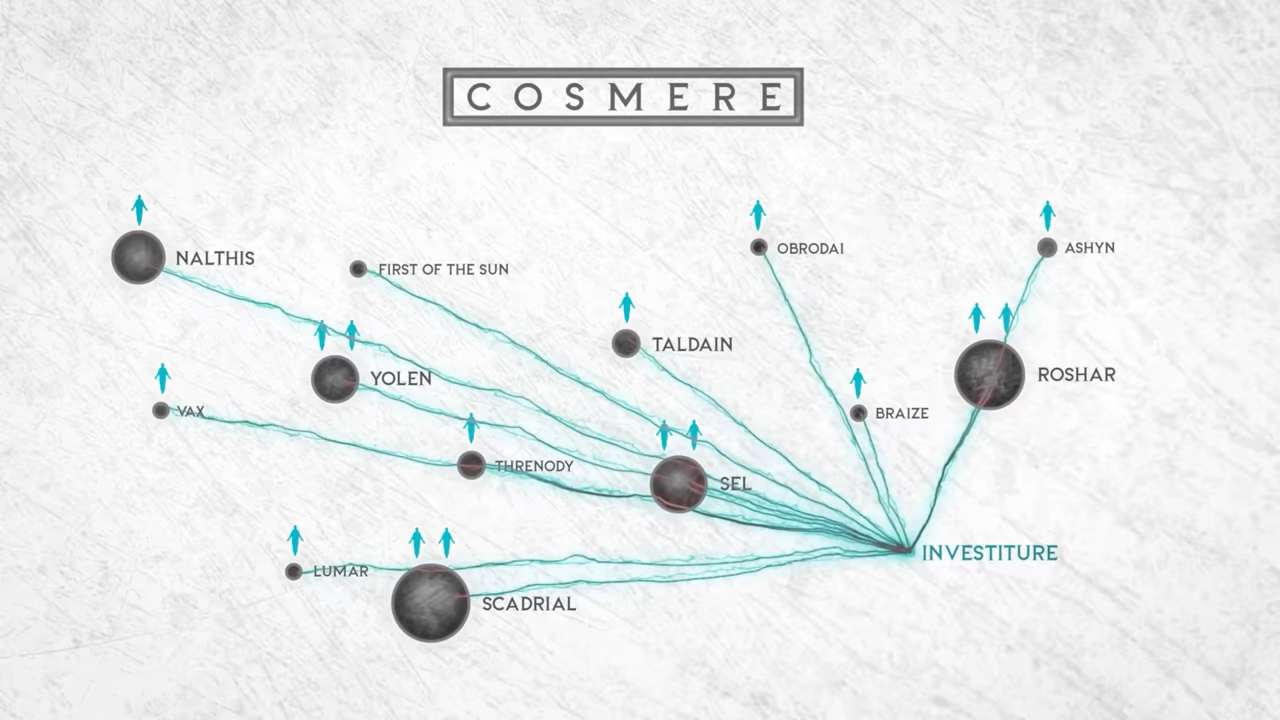 COSMERE
NALTHIS
FIRST OF THE SUN
OBRODAI
ASHYN
TALDAIN
YOLEN
ROSHAR
VAX
BRAIZE
THRENODY
SEL
INVESTITURE
LUMAR
SCADRIAL